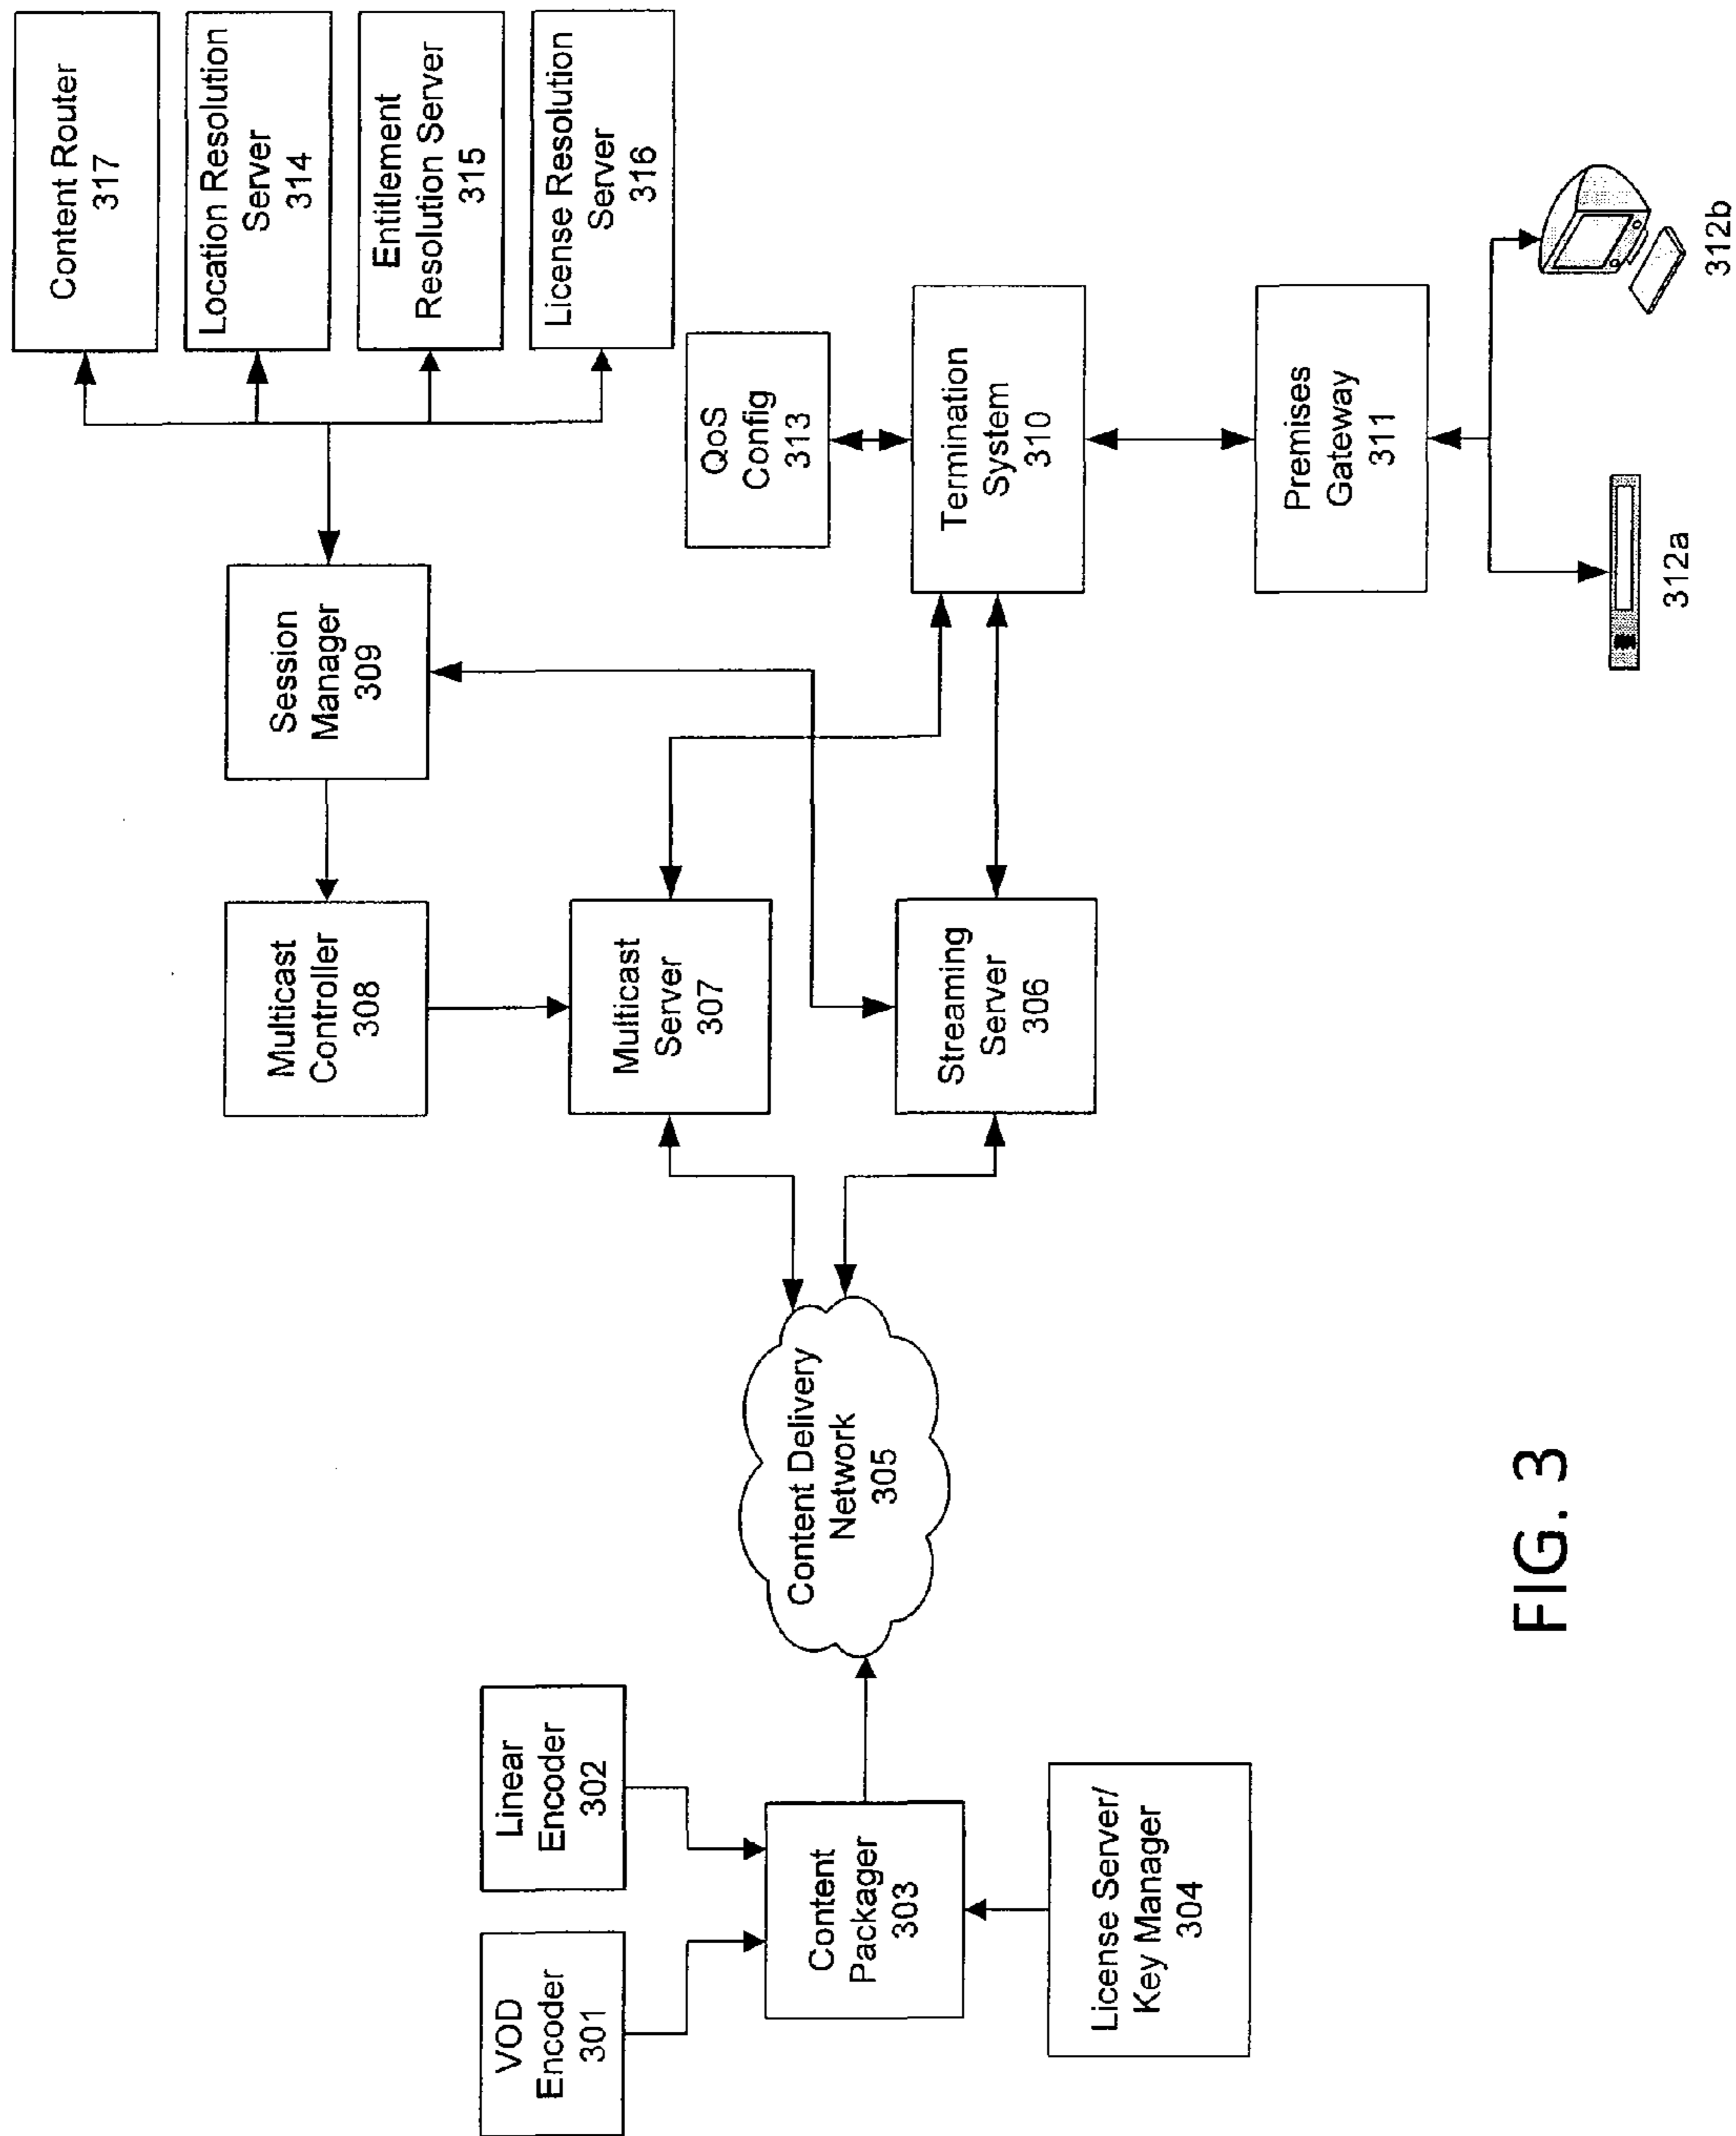 VOD
Encoder
301
Linear
Encoder
302
Content
Packager
303
License Server/
Key Manager
304
Content Delivery
Network
305
Multicast
Controller
308
Multicast
Server
307
Streaming
Server
306
Session
Manager
309
Content Router
317
Location Resolution
Server
314
Entitlement
Resolution Server
315
License Resolution
Server
316
QoS
Config
313
Termination
System
310
Premises
Gateway
311
312a
312b
FIG. 3